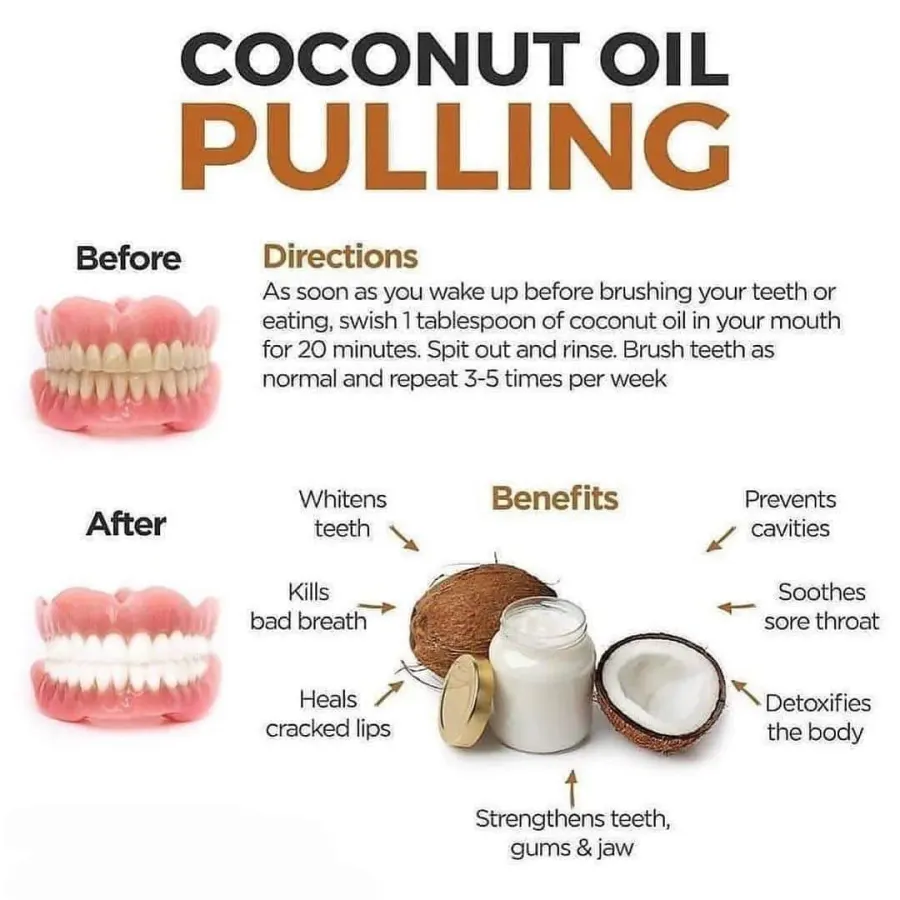 COCONUT OIL
PULLING
Before
Directions
As soon as you wake up before brushing your teeth or
eating, swish 1 tablespoon of coconut oil in your mouth
for 20 minutes. Spit out and rinse. Brush teeth as
normal and repeat 3-5 times per week
After
Benefits
Whitens
teeth
Prevents
cavities
Kills
bad breath
Soothes
sore throat
Heals
cracked lips
Detoxifies
the body
Strengthens teeth,
gums & jaw